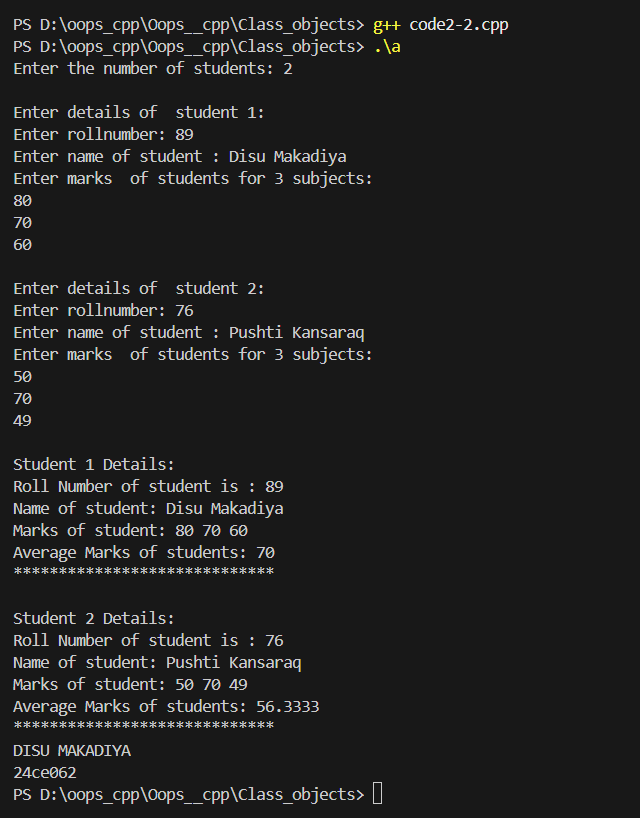 PS D:\oops_cpp\Oops__cpp\Class_objects> g++ code2-2.cpp
PS D:\oops_cpp\Oops__cpp\Class_objects> .\a
Enter the number of students: 2
Enter details of  student 1:
Enter rollnumber: 89
Enter name of student : Disu Makadiya
Enter marks  of students for 3 subjects:
80
70
60
Enter details of  student 2:
Enter rollnumber: 76
Enter name of student : Pushti Kansaraq
Enter marks  of students for 3 subjects:
50
70
49
Student 1 Details:
Roll Number of student is : 89
Name of student: Disu Makadiya
Marks of student: 80 70 60
Average Marks of students: 70
*****************************
Student 2 Details:
Roll Number of student is : 76
Name of student: Pushti Kansaraq
Marks of student: 50 70 49
Average Marks of students: 56.3333
*****************************
DISU MAKADIYA
24ce062
PS D:\oops_cpp\Oops__cpp\Class_objects>